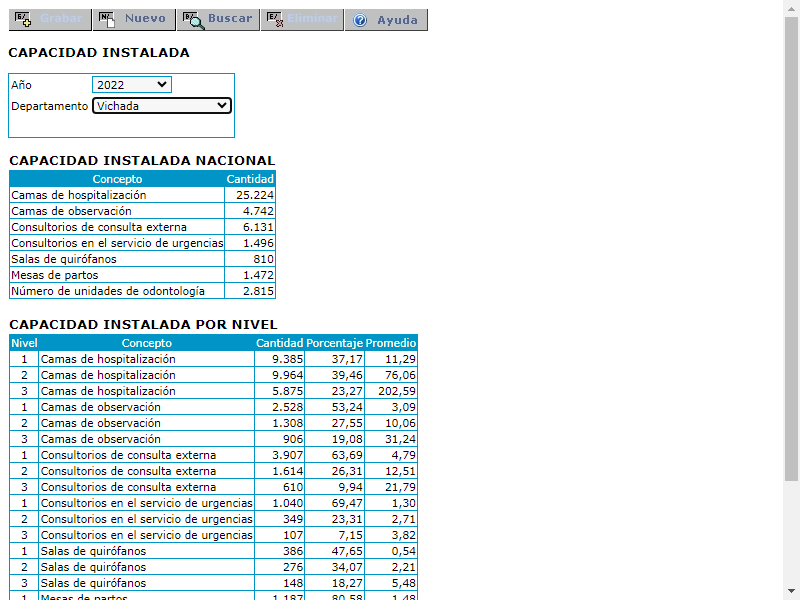 Grabar Nuevo Buscar Eliminar Ayuda
CAPACIDAD INSTALADA
Año 2022
Departamento Vichada
CAPACIDAD INSTALADA NACIONAL
Concepto Cantidad
Camas de hospitalización 25.224
Camas de observación 4.742
Consultorios de consulta externa 6.131
Consultorios en el servicio de urgencias 1.496
Salas de quirófanos 810
Mesas de partos 1.472
Número de unidades de odontología 2.815
CAPACIDAD INSTALADA POR NIVEL
Nivel Concepto Cantidad Porcentaje Promedio
1 Camas de hospitalización 9.385 37,17 11,29
2 Camas de hospitalización 9.964 39,46 76,06
3 Camas de hospitalización 5.875 23,27 202,59
1 Camas de observación 2.528 53,24 3,09
2 Camas de observación 1.308 27,55 10,06
3 Camas de observación 906 19,08 31,24
1 Consultorios de consulta externa 3.907 63,69 4,79
2 Consultorios de consulta externa 1.614 26,31 12,51
3 Consultorios de consulta externa 610 9,94 21,79
1 Consultorios en el servicio de urgencias 1.040 69,47 1,30
2 Consultorios en el servicio de urgencias 349 23,31 2,71
3 Consultorios en el servicio de urgencias 107 7,15 3,82
1 Salas de quirófanos 386 47,65 0,54
2 Salas de quirófanos 276 34,07 2,21
3 Salas de quirófanos 148 18,27 5,48
1 Mesas de partos 1.187 80,58 1,48